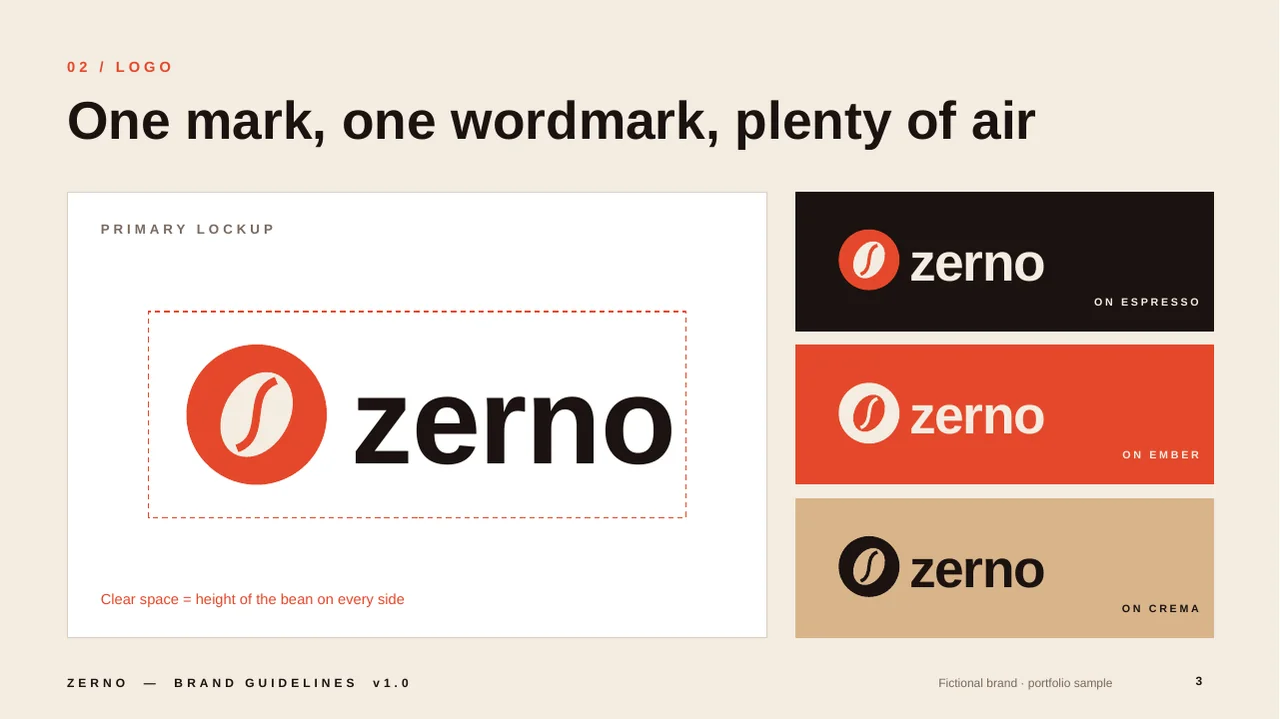 02 / LOGO
One mark, one wordmark, plenty of air
PRIMARY LOCKUP
zerno
Clear space = height of the bean on every side
zerno
ON ESPRESSO
zerno
ON EMBER
zerno
ON CREMA
ZERNO — BRAND GUIDELINES v1.0
Fictional brand · portfolio sample
3